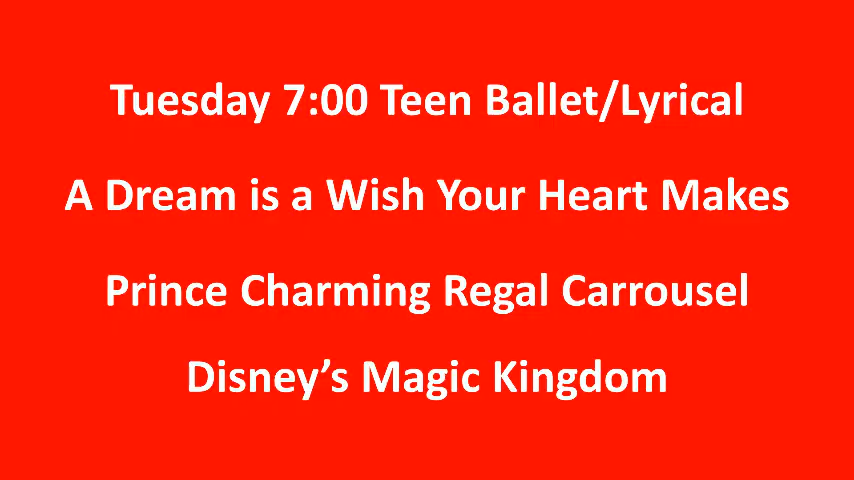 Tuesday 7:00 Teen Ballet/Lyrical
A Dream is a Wish Your Heart Makes
Prince Charming Regal Carrousel
Disney’s Magic Kingdom